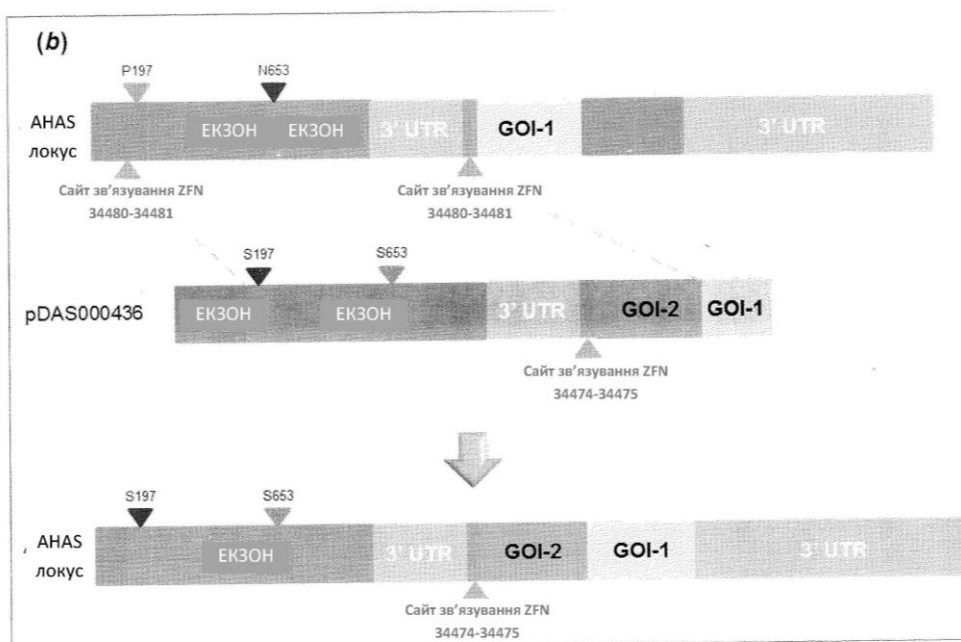 (b)
P197 N653
AHAS локус
ЕКЗОН ЕКЗОН 3' UTR GOI-1 3' UTR
Сайт зв'язування ZFN 34480-34481
Сайт зв'язування ZFN 34480-34481
S197 S653
pDAS000436
ЕКЗОН ЕКЗОН 3' UTR GOI-2 GOI-1
Сайт зв'язування ZFN
34474-34475
S197 S653
AHAS
локус
ЕКЗОН 3' UTR GOI-2 GOI-1 3' UTR
Сайт зв'язування ZFN
34474-34475